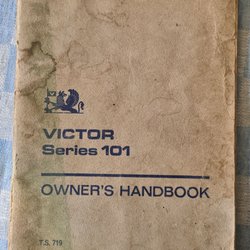 VICTOR
Series 101
OWNER'S HANDBOOK
T.S. 719